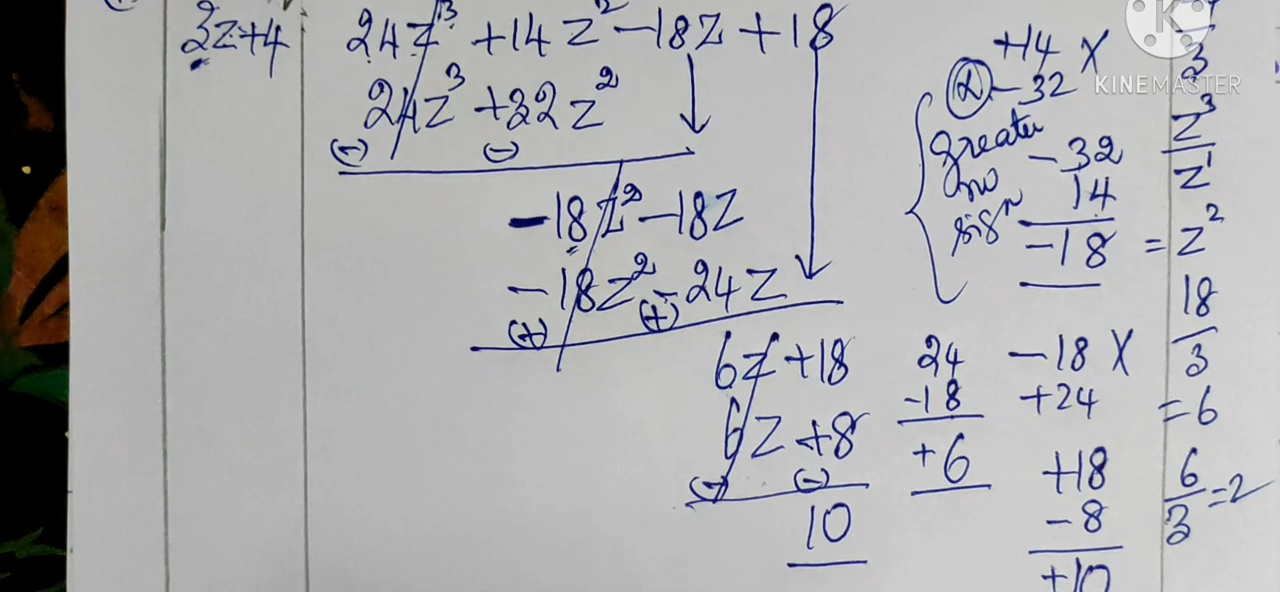 3z+4 24z³ +14z² -18z +18
24z³ +32z²
(-) (-)
-18z² -18z
-18z² -24z
(+) (+)
6z +18
6z +8
(-) (-)
10
+14 X
-32
greater
no
sign
-32
14
-18
24
-18
+6
-18 X
+24
+18
-8
+10
3
z³
z¹
= z²
18
3
= 6
6
3
=2
K
KINEMASTER